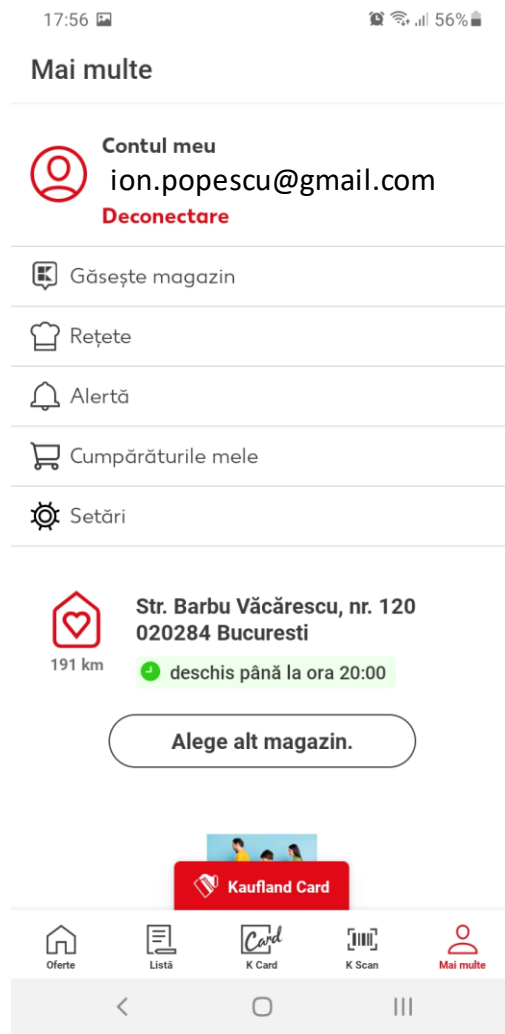 17:56
56%
Mai multe
Contul meu
ion.popescu@gmail.com
Deconectare
Găsește magazin
Rețete
Alertă
Cumpărăturile mele
Setări
Str. Barbu Văcărescu, nr. 120
020284 Bucuresti
191 km
deschis până la ora 20:00
Alege alt magazin.
Kaufland Card
Card
Oferte
Listă
K Card
K Scan
Mai multe